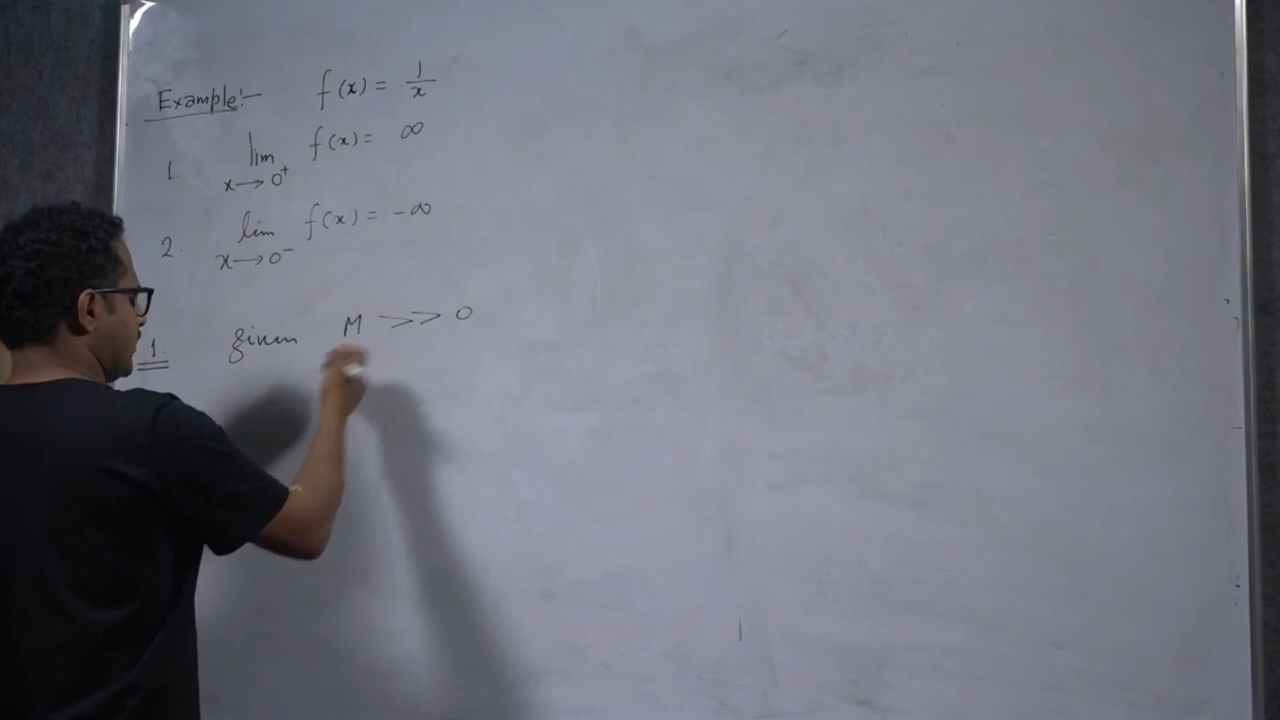 Example:- f(x) = 1/x
1. lim x→0⁺ f(x) = ∞
2. lim x→0⁻ f(x) = -∞
1. given M >> 0